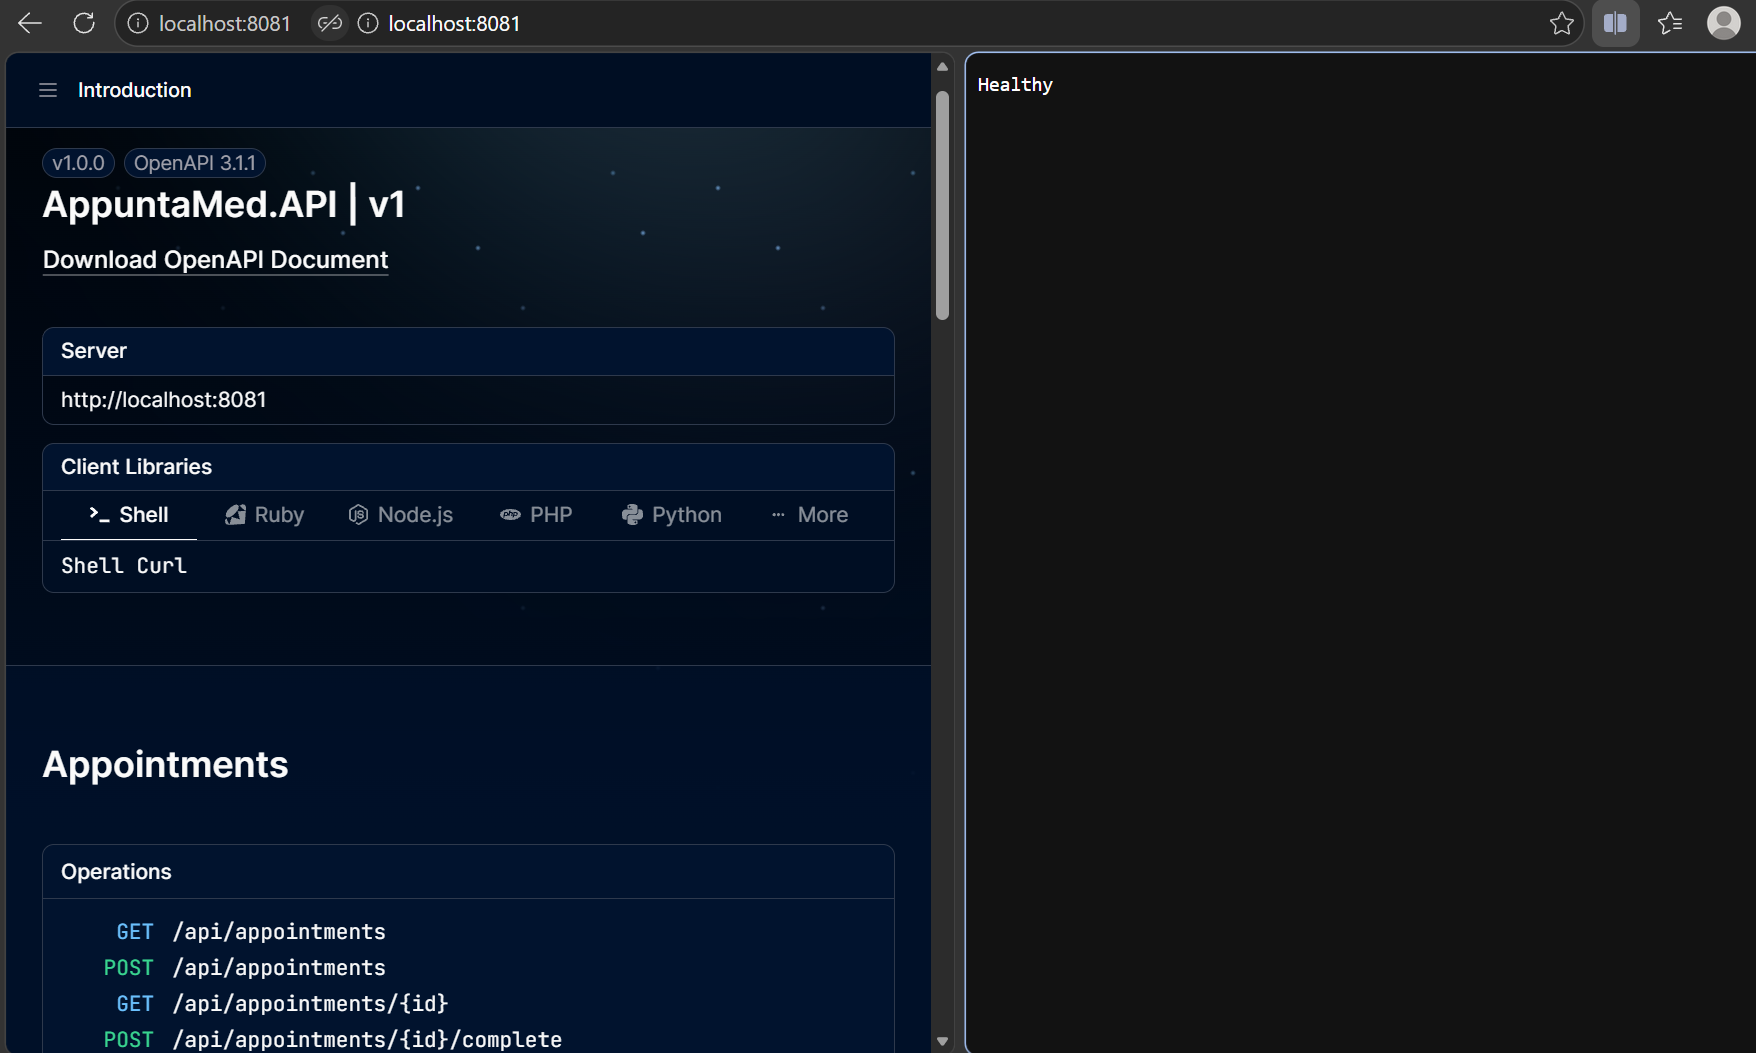 localhost:8081 localhost:8081
Introduction
v1.0.0 OpenAPI 3.1.1
AppuntaMed.API | v1
Download OpenAPI Document
Server
http://localhost:8081
Client Libraries
Shell Ruby Node.js PHP Python More
Shell Curl
Appointments
Operations
GET /api/appointments
POST /api/appointments
GET /api/appointments/{id}
POST /api/appointments/{id}/complete
Healthy